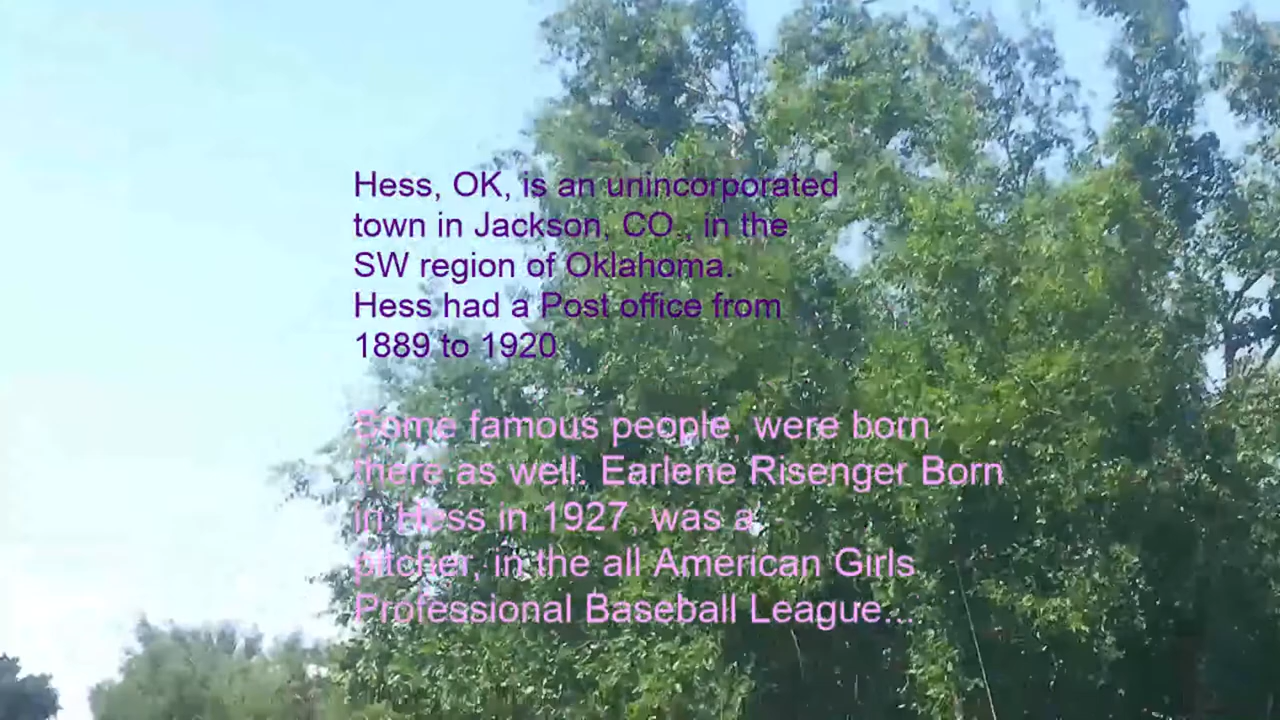 Hess, OK, is an unincorporated
town in Jackson, CO , in the
SW region of Oklahoma.
Hess had a Post office from
1889 to 1920
Some famous people, were born
there as well. Earlene Risenger Born
in Hess in 1927, was a
pitcher, in the all American Girls
Professional Baseball League...